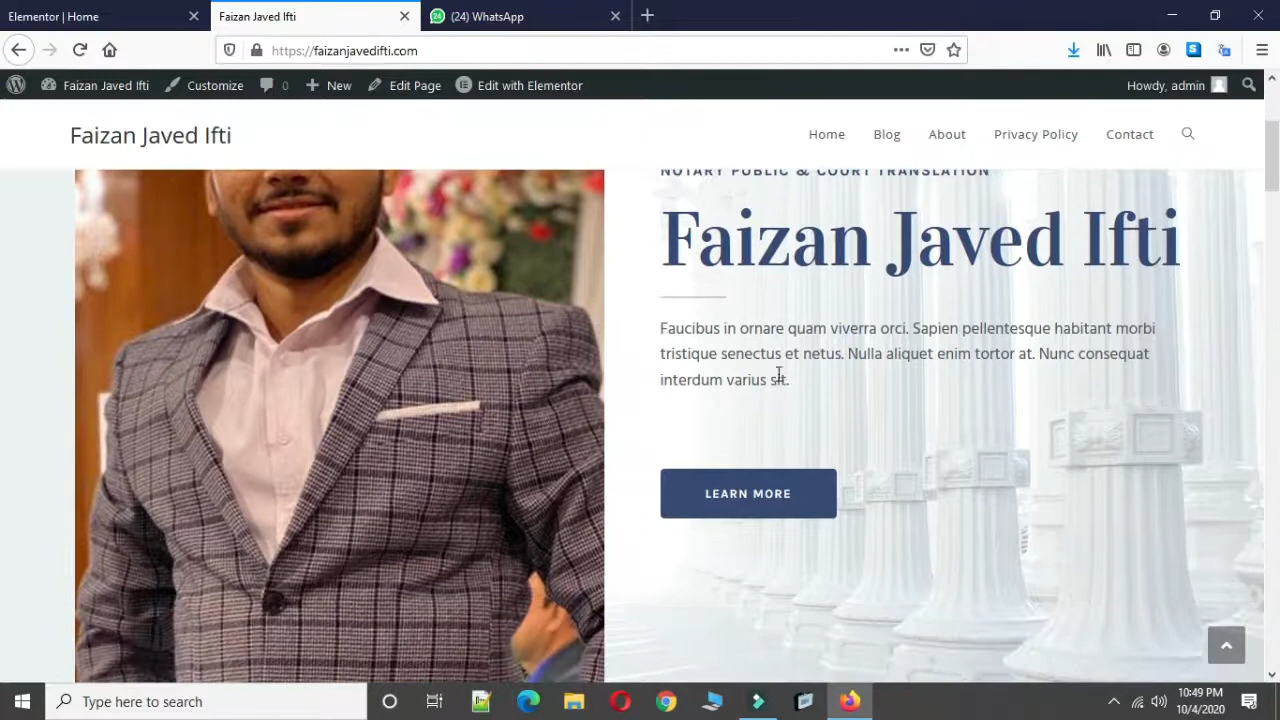 Elementor | Home
Faizan Javed Ifti
(24) WhatsApp
https://faizanjavedifti.com
Faizan Javed Ifti
Customize
0
New
Edit Page
Edit with Elementor
Howdy, admin
Faizan Javed Ifti
Home
Blog
About
Privacy Policy
Contact
NOTARY PUBLIC & COURT TRANSLATION
Faizan Javed Ifti
Faucibus in ornare quam viverra orci. Sapien pellentesque habitant morbi
tristique senectus et netus. Nulla aliquet enim tortor at. Nunc consequat
interdum varius sit.
LEARN MORE
Type here to search
10:49 PM
10/4/2020